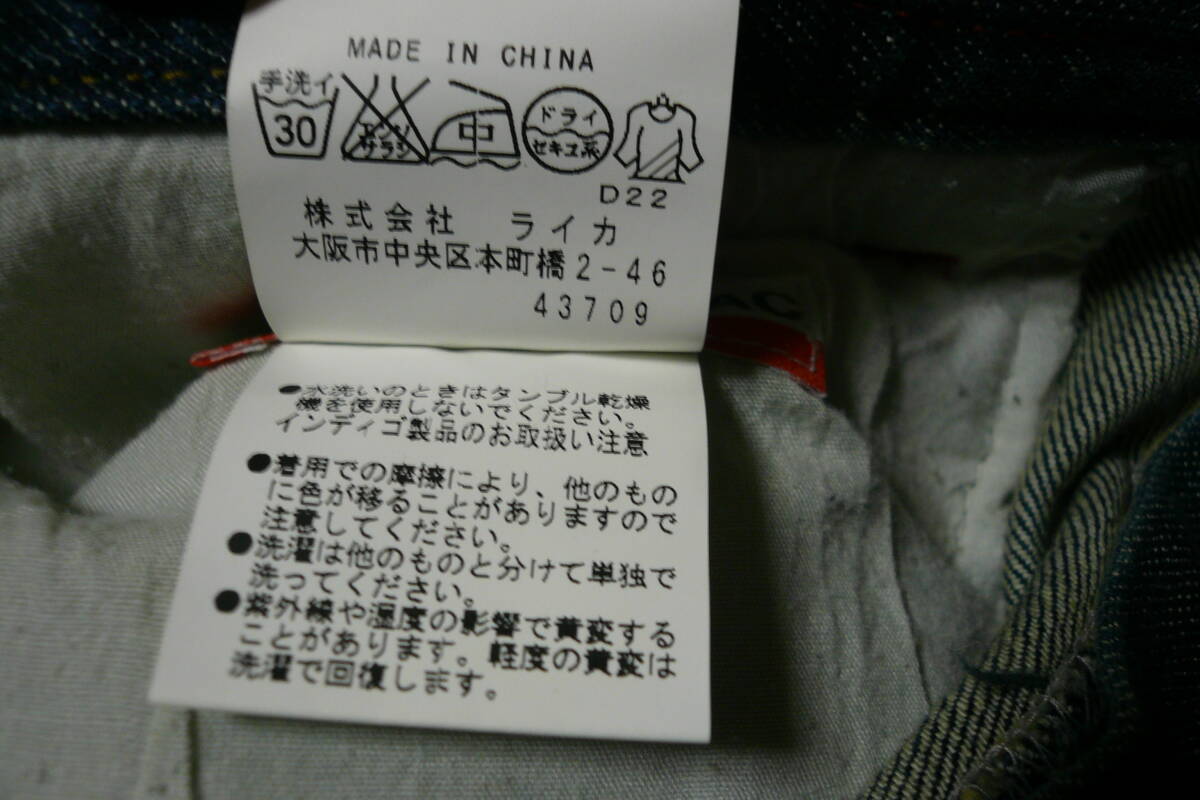 MADE IN CHINA
手洗イ
30
エンソ
サラシ
中
ドライ
セキユ系
D22
株式会社 ライカ
大阪市中央区本町橋2-46
43709
AC
●水洗いのときはタンブル乾燥
機を使用しないでください。
インディゴ製品のお取扱い注意
●着用での摩擦により、他のもの
に色が移ることがありますので
注意してください。
●洗濯は他のものと分けて単独で
洗ってください。
●紫外線や湿度の影響で黄変する
ことがあります。軽度の黄変は
洗濯で回復します。